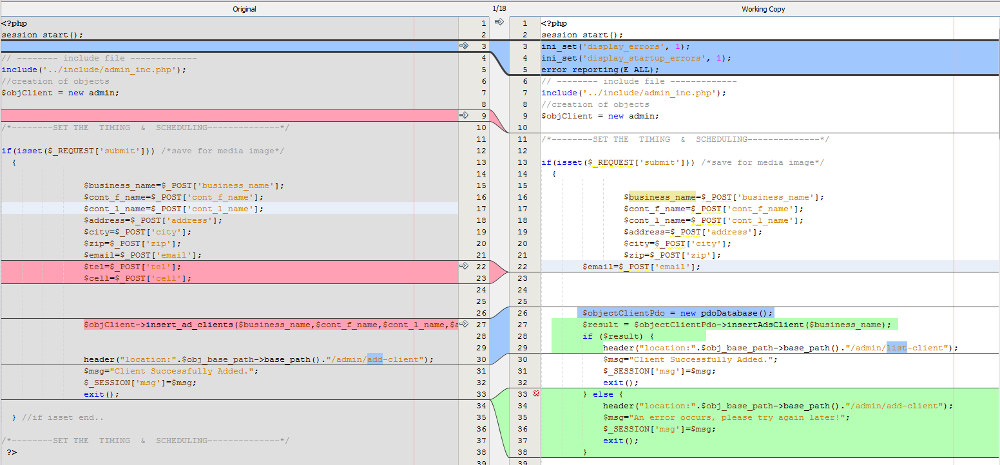 Original
1/18
Working Copy
1 <?php
2 session_start();
3
4 // -------- include file -------------
5 include('../include/admin_inc.php');
6 //creation of objects
7 $objClient = new admin;
8
9
10 /*--------SET THE  TIMING  &  SCHEDULING--------------*/
11
12 if(isset($_REQUEST['submit'])) /*save for media image*/
13 {
14
15 $business_name=$_POST['business_name'];
16 $cont_f_name=$_POST['cont_f_name'];
17 $cont_l_name=$_POST['cont_l_name'];
18 $address=$_POST['address'];
19 $city=$_POST['city'];
20 $zip=$_POST['zip'];
21 $email=$_POST['email'];
22 $tel=$_POST['tel'];
23 $cell=$_POST['cell'];
24
25
26
27 $objClient->insert_ad_clients($business_name,$cont_f_name,$cont_l_name,$a
28
29
30 header("location:".$obj_base_path->base_path()."/admin/add-client");
31 $msg="Client Successfully Added.";
32 $_SESSION['msg']=$msg;
33 exit();
34
35 } //if isset end..
36
37 /*--------SET THE  TIMING  &  SCHEDULING--------------*/
38 ?>
39
1 <?php
2 session_start();
3 ini_set('display_errors', 1);
4 ini_set('display_startup_errors', 1);
5 error_reporting(E_ALL);
6 // -------- include file -------------
7 include('../include/admin_inc.php');
8 //creation of objects
9 $objClient = new admin;
10
11 /*--------SET THE  TIMING  &  SCHEDULING--------------*/
12
13 if(isset($_REQUEST['submit'])) /*save for media image*/
14 {
15
16 $business_name=$_POST['business_name'];
17 $cont_f_name=$_POST['cont_f_name'];
18 $cont_l_name=$_POST['cont_l_name'];
19 $address=$_POST['address'];
20 $city=$_POST['city'];
21 $zip=$_POST['zip'];
22 $email=$_POST['email'];
23
24
25
26 $objectClientPdo = new pdoDatabase();
27 $result = $objectClientPdo->insertAdsClient($business_name);
28 if ($result) {
29 header("location:".$obj_base_path->base_path()."/admin/list-client");
30 $msg="Client Successfully Added.";
31 $_SESSION['msg']=$msg;
32 exit();
33 } else {
34 header("location:".$obj_base_path->base_path()."/admin/add-client");
35 $msg="An error occurs, please try again later!";
36 $_SESSION['msg']=$msg;
37 exit();
38 }
39